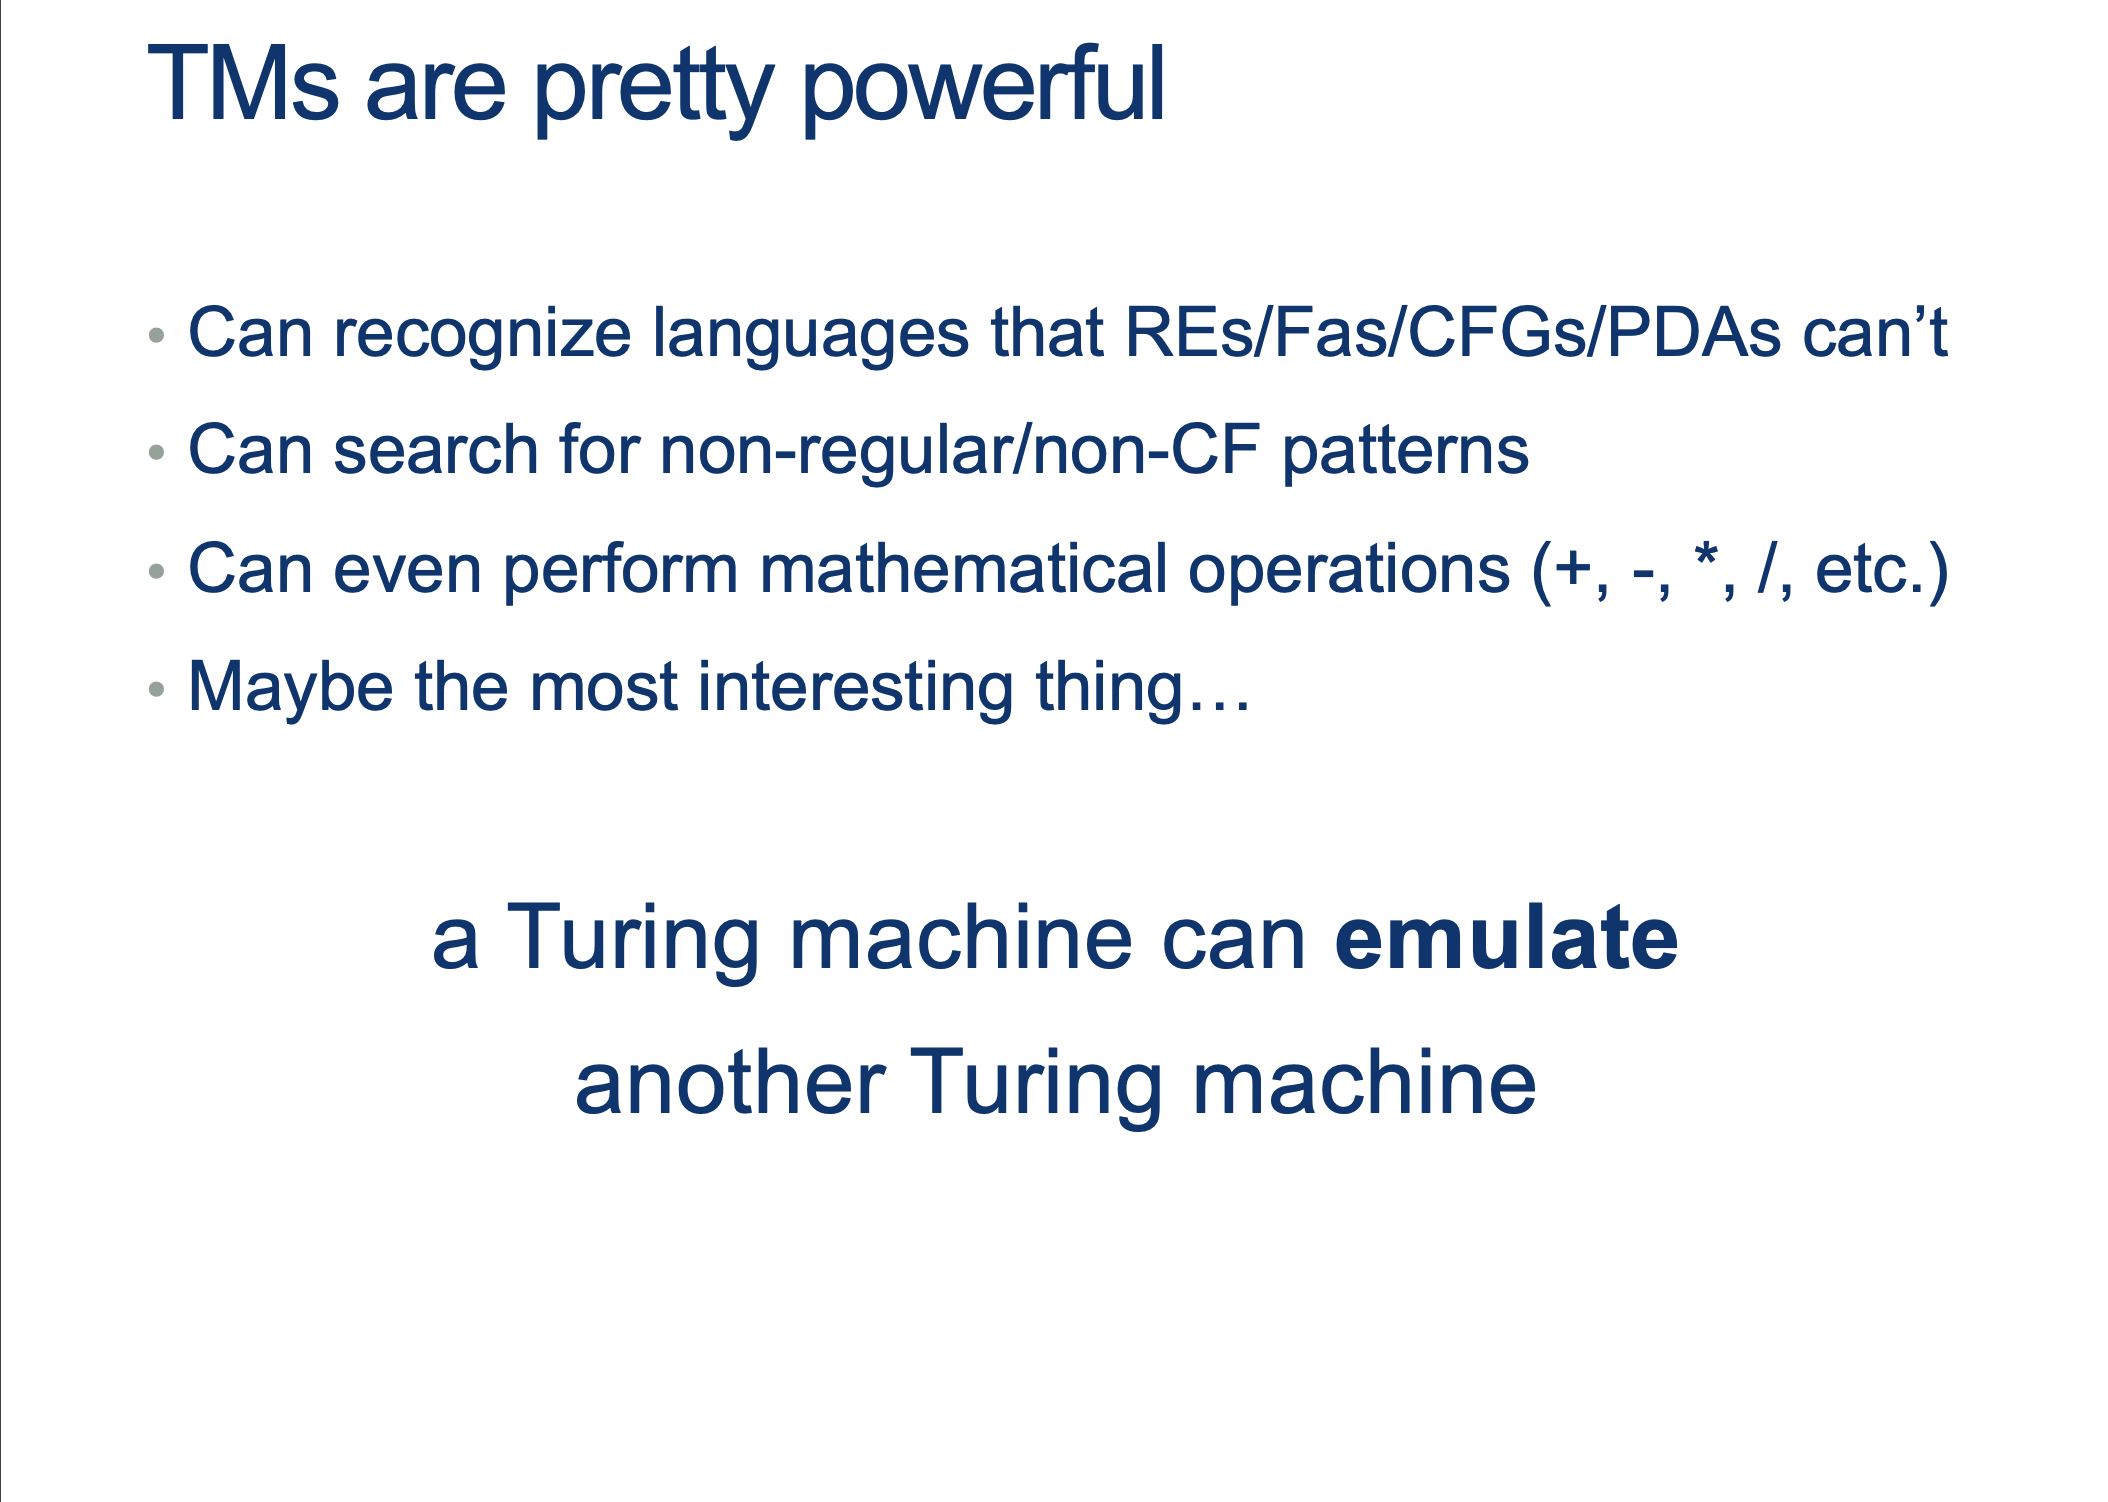 TMs are pretty powerful
• Can recognize languages that REs/Fas/CFGs/PDAs can’t
• Can search for non-regular/non-CF patterns
• Can even perform mathematical operations (+, -, *, /, etc.)
• Maybe the most interesting thing…
a Turing machine can emulate
another Turing machine